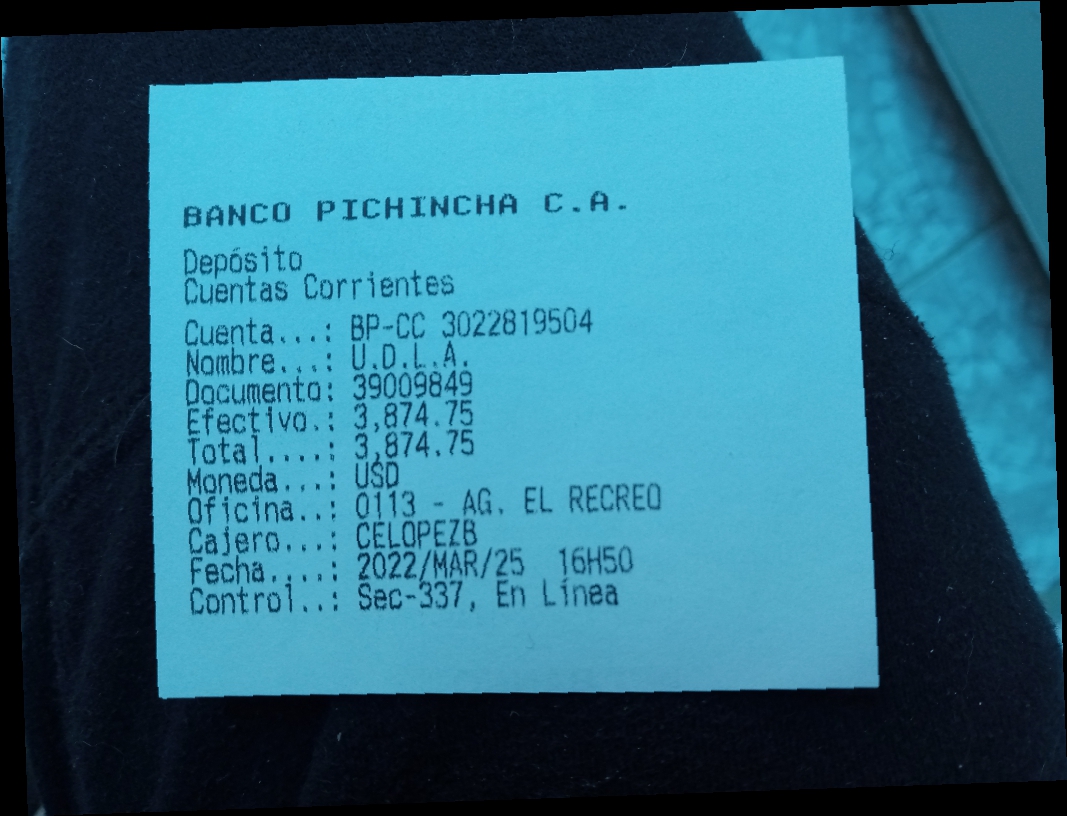 BANCO PICHINCHA C.A.
Depósito
Cuentas Corrientes
Cuenta...: BP-CC 3022819504
Nombre...: U.D.L.A.
Documento: 39009849
Efectivo.: 3,874.75
Total....: 3,874.75
Moneda...: USD
Oficina..: 0113 - AG. EL RECREO
Cajero...: CELOPEZB
Fecha....: 2022/MAR/25 16H50
Control..: Sec-337, En Línea